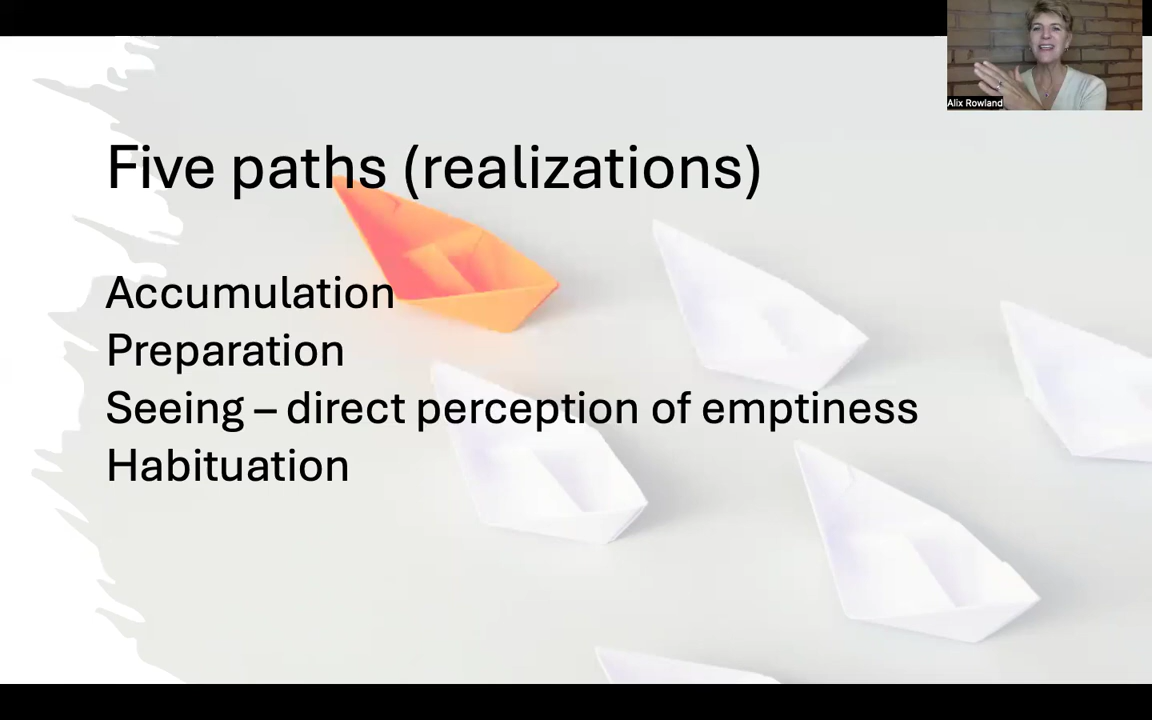 Alix Rowland
Five paths (realizations)
Accumulation
Preparation
Seeing – direct perception of emptiness
Habituation